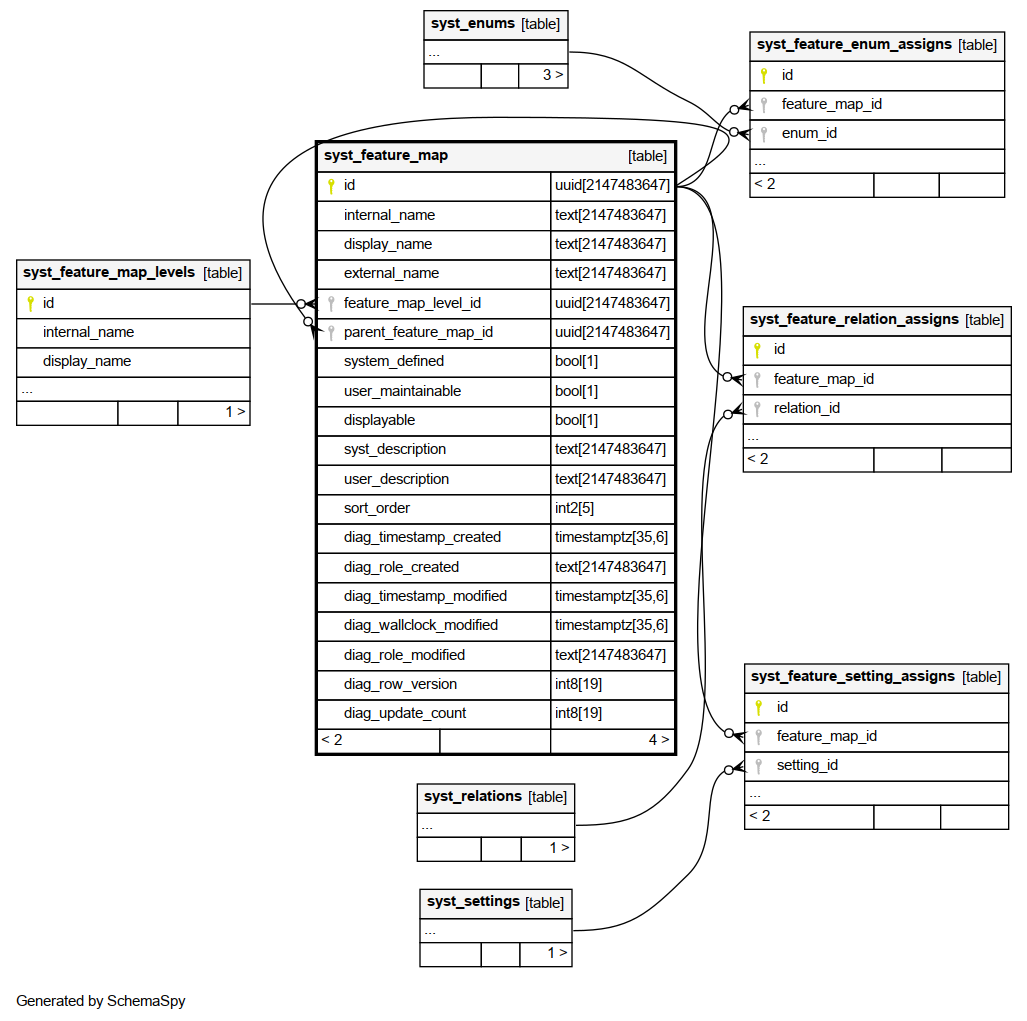 syst_enums [table]
...
3 >
syst_feature_enum_assigns [table]
id
feature_map_id
enum_id
...
< 2
syst_feature_map [table]
id uuid[2147483647]
internal_name text[2147483647]
display_name text[2147483647]
external_name text[2147483647]
feature_map_level_id uuid[2147483647]
parent_feature_map_id uuid[2147483647]
system_defined bool[1]
user_maintainable bool[1]
displayable bool[1]
syst_description text[2147483647]
user_description text[2147483647]
sort_order int2[5]
diag_timestamp_created timestamptz[35,6]
diag_role_created text[2147483647]
diag_timestamp_modified timestamptz[35,6]
diag_wallclock_modified timestamptz[35,6]
diag_role_modified text[2147483647]
diag_row_version int8[19]
diag_update_count int8[19]
< 2 4 >
syst_feature_map_levels [table]
id
internal_name
display_name
...
1 >
syst_feature_relation_assigns [table]
id
feature_map_id
relation_id
...
< 2
syst_feature_setting_assigns [table]
id
feature_map_id
setting_id
...
< 2
syst_relations [table]
...
1 >
syst_settings [table]
...
1 >
Generated by SchemaSpy